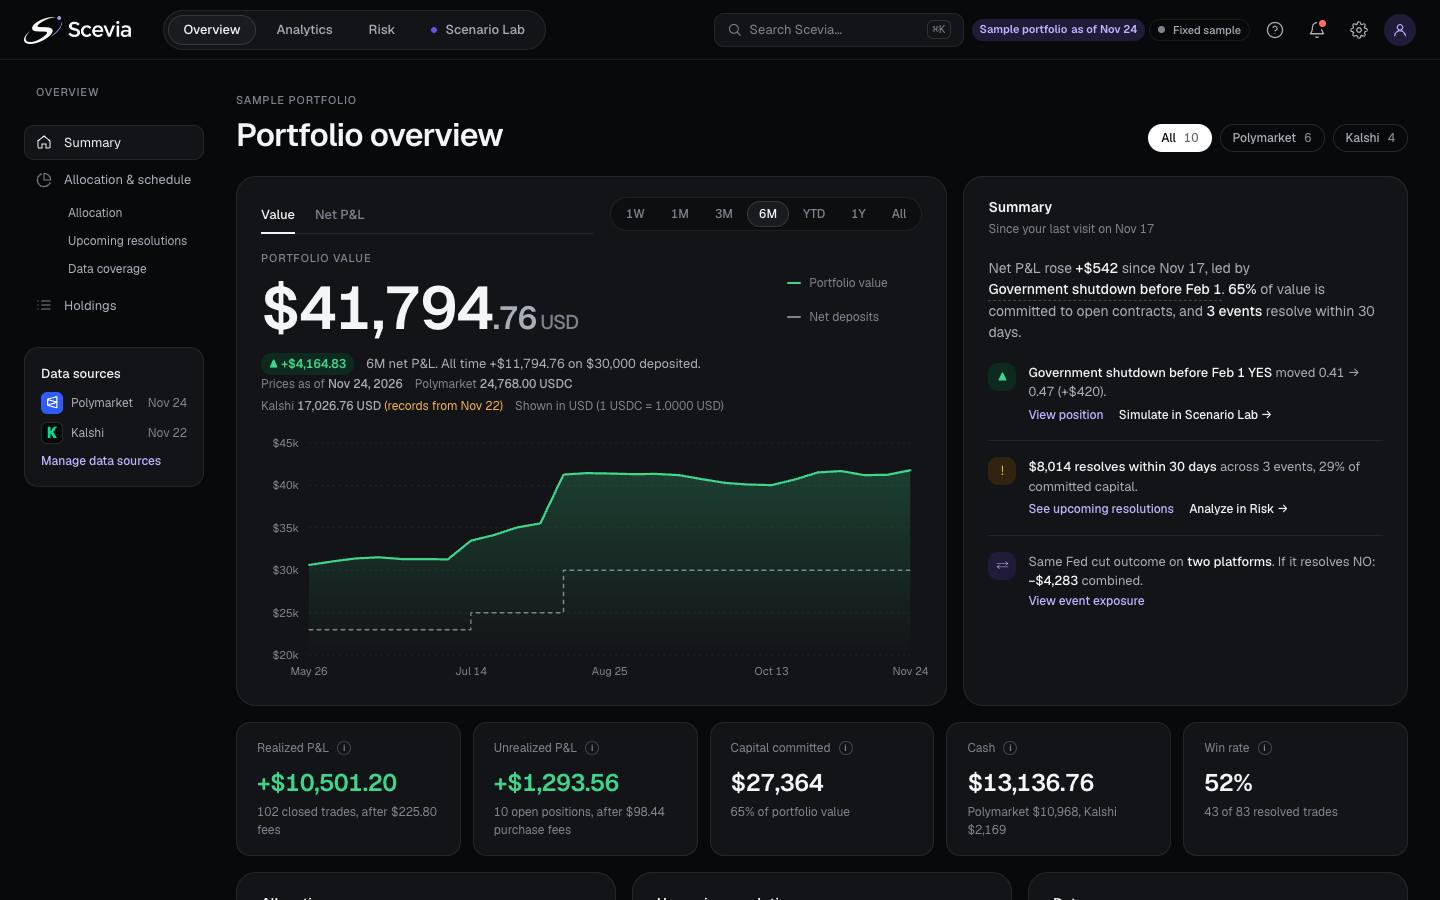 Scevia
Overview
Analytics
Risk
Scenario Lab
Search Scevia...
⌘K
Sample portfolio as of Nov 24
Fixed sample
OVERVIEW
Summary
Allocation & schedule
Allocation
Upcoming resolutions
Data coverage
Holdings
Data sources
Polymarket Nov 24
Kalshi Nov 22
Manage data sources
SAMPLE PORTFOLIO
Portfolio overview
All 10
Polymarket 6
Kalshi 4
Value
Net P&L
1W 1M 3M 6M YTD 1Y All
PORTFOLIO VALUE
$41,794.76 USD
Portfolio value
Net deposits
▲ +$4,164.83 6M net P&L. All time +$11,794.76 on $30,000 deposited.
Prices as of Nov 24, 2026 Polymarket 24,768.00 USDC
Kalshi 17,026.76 USD (records from Nov 22) Shown in USD (1 USDC = 1.0000 USD)
$45k
$40k
$35k
$30k
$25k
$20k
May 26 Jul 14 Aug 25 Oct 13 Nov 24
Summary
Since your last visit on Nov 17
Net P&L rose +$542 since Nov 17, led by
Government shutdown before Feb 1. 65% of value is
committed to open contracts, and 3 events resolve within 30
days.
▲
Government shutdown before Feb 1 YES moved 0.41 →
0.47 (+$420).
View position Simulate in Scenario Lab →
!
$8,014 resolves within 30 days across 3 events, 29% of
committed capital.
See upcoming resolutions Analyze in Risk →
Same Fed cut outcome on two platforms. If it resolves NO:
−$4,283 combined.
View event exposure
Realized P&L i
+$10,501.20
102 closed trades, after $225.80
fees
Unrealized P&L i
+$1,293.56
10 open positions, after $98.44
purchase fees
Capital committed i
$27,364
65% of portfolio value
Cash i
$13,136.76
Polymarket $10,968, Kalshi
$2,169
Win rate i
52%
43 of 83 resolved trades